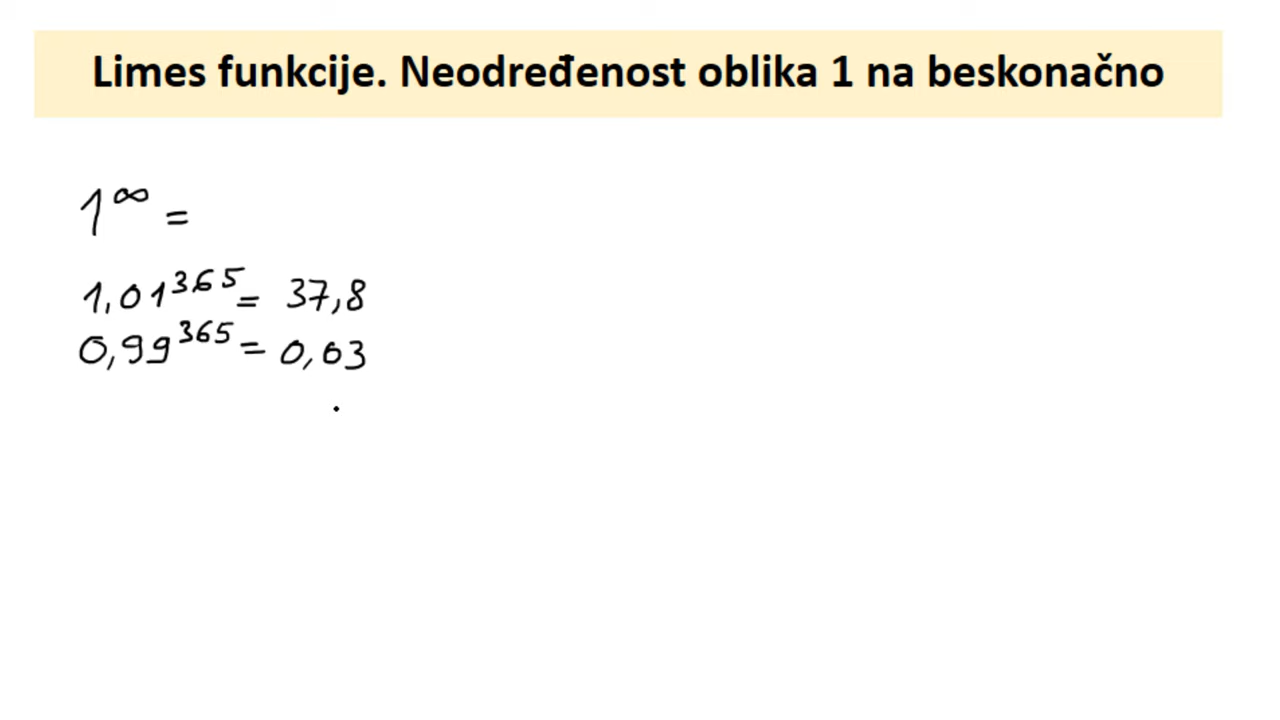 Limes funkcije. Neodređenost oblika 1 na beskonačno
1^∞ =
1,01^365 = 37,8
0,99^365 = 0,03